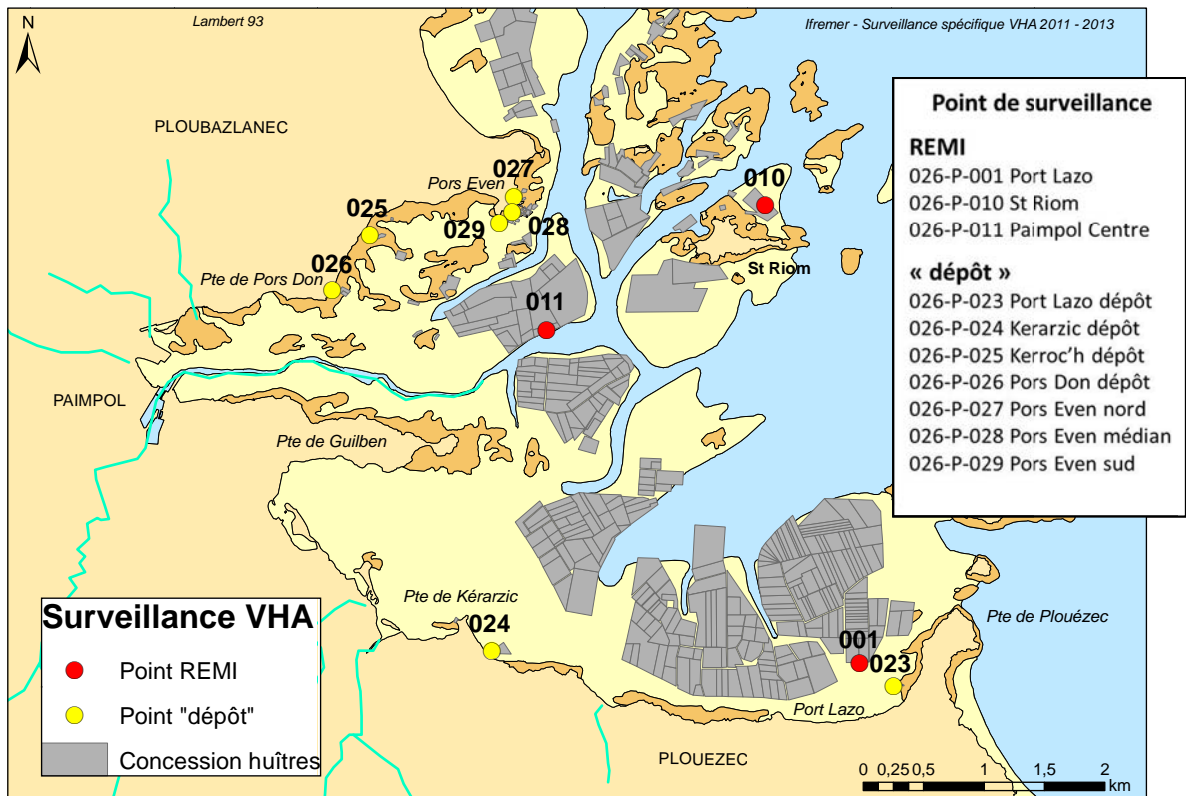 N
Lambert 93
Ifremer - Surveillance spécifique VHA 2011 - 2013
Point de surveillance
REMI
026-P-001 Port Lazo
026-P-010 St Riom
026-P-011 Paimpol Centre
« dépôt »
026-P-023 Port Lazo dépôt
026-P-024 Kerarzic dépôt
026-P-025 Kerroc'h dépôt
026-P-026 Pors Don dépôt
026-P-027 Pors Even nord
026-P-028 Pors Even médian
026-P-029 Pors Even sud
PLOUBAZLANEC
027
Pors Even
010
025
029
028
026
Pte de Pors Don
St Riom
011
PAIMPOL
Pte de Guilben
Pte de Kérarzic
024
Pte de Plouézec
001
023
Port Lazo
PLOUEZEC
Surveillance VHA
Point REMI
Point "dépôt"
Concession huîtres
0 0,25 0,5 1 1,5 2
km